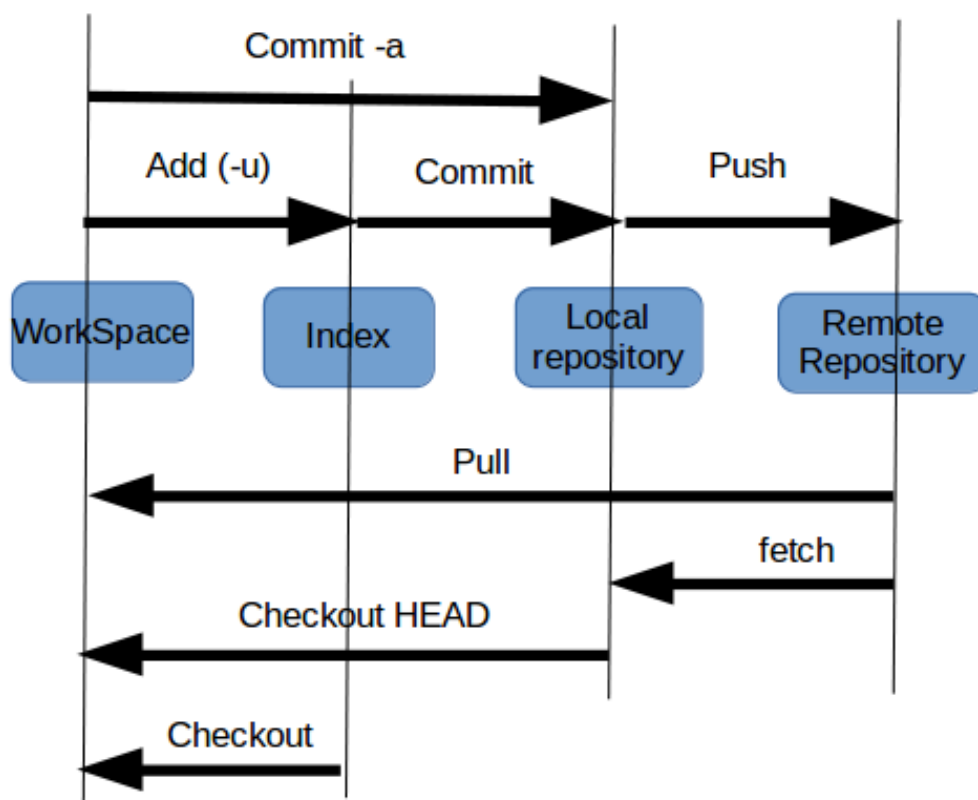 Commit -a
Add (-u)
Commit
Push
WorkSpace
Index
Local
repository
Remote
Repository
Pull
fetch
Checkout HEAD
Checkout